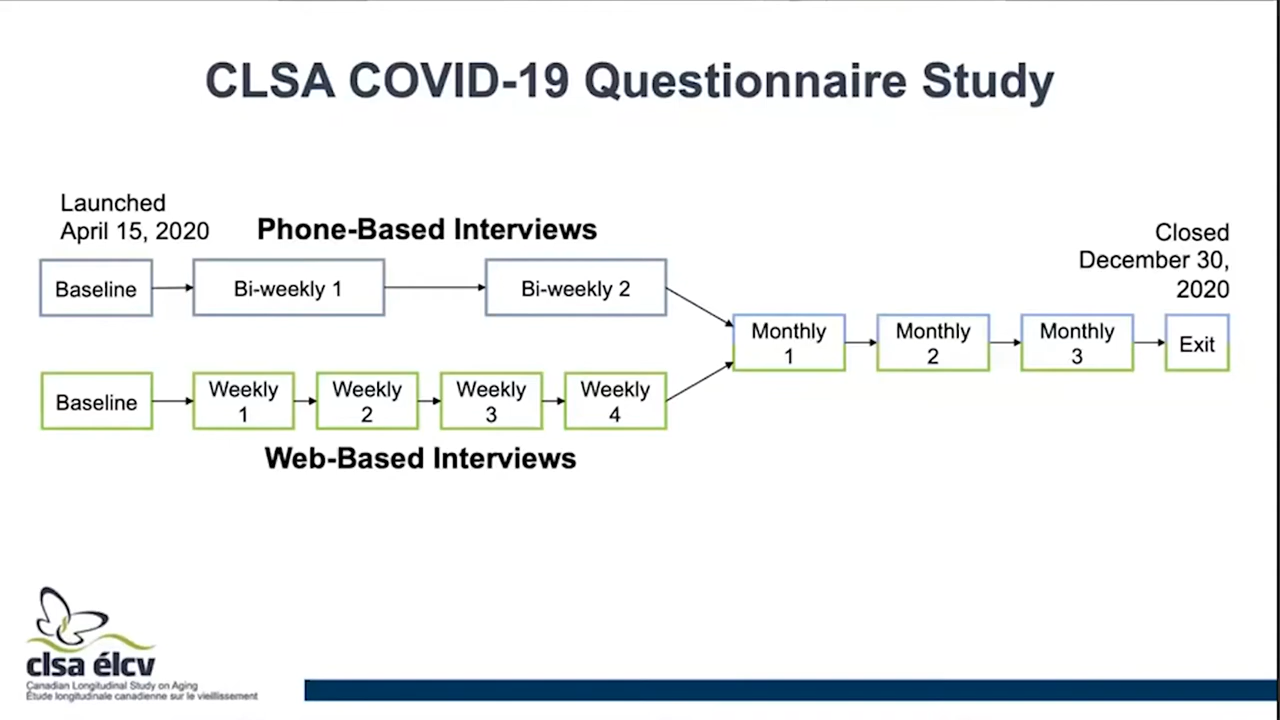 CLSA COVID-19 Questionnaire Study
Launched
April 15, 2020
Phone-Based Interviews
Closed
December 30,
2020
Baseline
Bi-weekly 1
Bi-weekly 2
Monthly
1
Monthly
2
Monthly
3
Exit
Baseline
Weekly
1
Weekly
2
Weekly
3
Weekly
4
Web-Based Interviews
clsa élcv
Canadian Longitudinal Study on Aging
Étude longitudinale canadienne sur le vieillissement